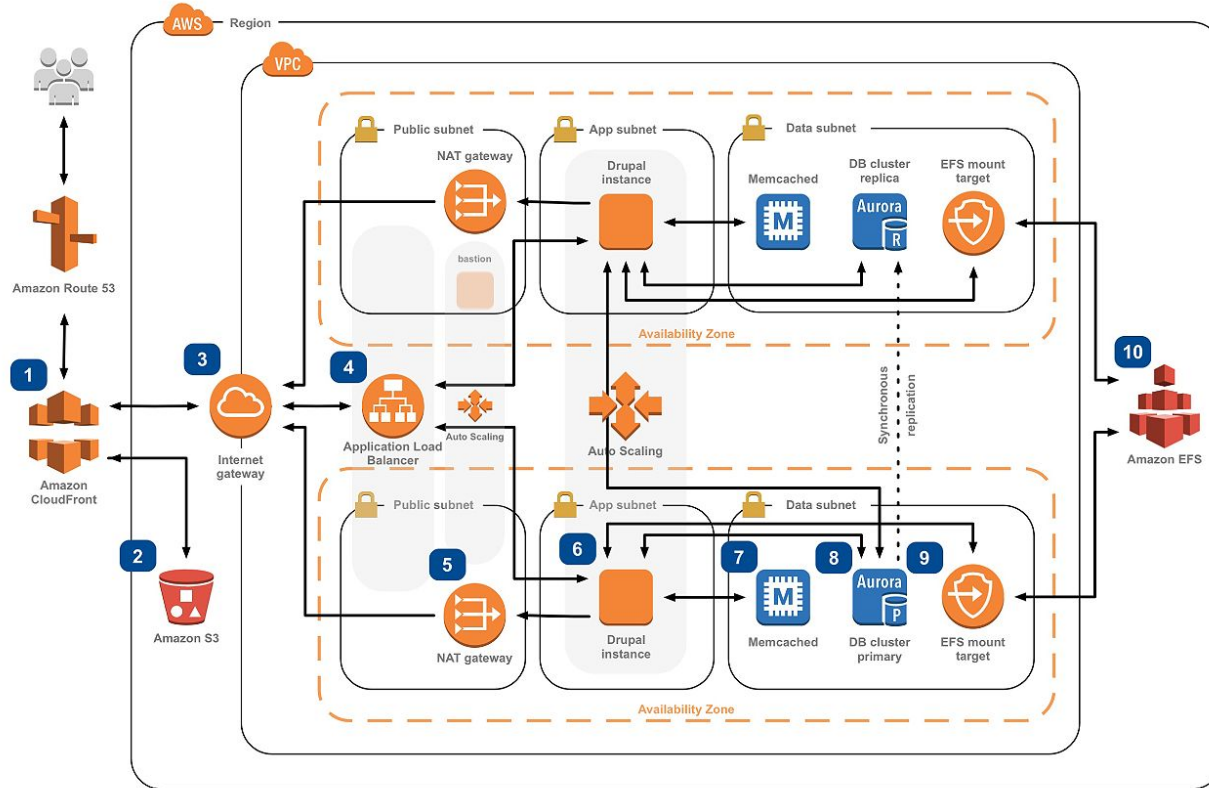 AWS
Region
VPC
Public subnet
App subnet
Data subnet
NAT gateway
Drupal
instance
Memcached
M
DB cluster
replica
Aurora
R
EFS mount
target
bastion
Amazon Route 53
Availability Zone
1
3
4
10
Auto Scaling
Application Load
Balancer
Auto Scaling
Synchronous
replication
Internet
gateway
Amazon
CloudFront
Amazon EFS
Public subnet
App subnet
Data subnet
2
5
6
7
8
9
M
Aurora
P
Amazon S3
NAT gateway
Drupal
instance
Memcached
DB cluster
primary
EFS mount
target
Availability Zone